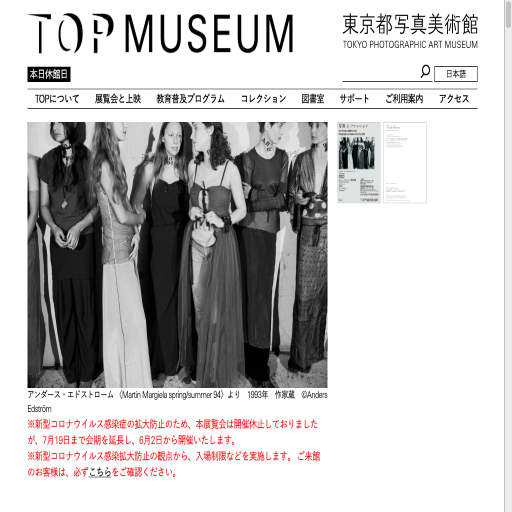 TOP MUSEUM
東京都写真美術館
TOKYO PHOTOGRAPHIC ART MUSEUM
本日休館日
日本語
TOPについて 展覧会と上映 教育普及プログラム コレクション 図書室 サポート ご利用案内 アクセス
写真とファッション
アンダース・エドストローム 〈Martin Margiela spring/summer 94〉より 1993年 作家蔵 ©Anders
Edström
※新型コロナウイルス感染症の拡大防止のため、本展覧会は開催休止しておりました
が、7月19日まで会期を延長し、6月2日から開催いたします。
※新型コロナウイルス感染拡大防止の観点から、入場制限などを実施します。 ご来館
のお客様は、必ずこちらをご確認ください。